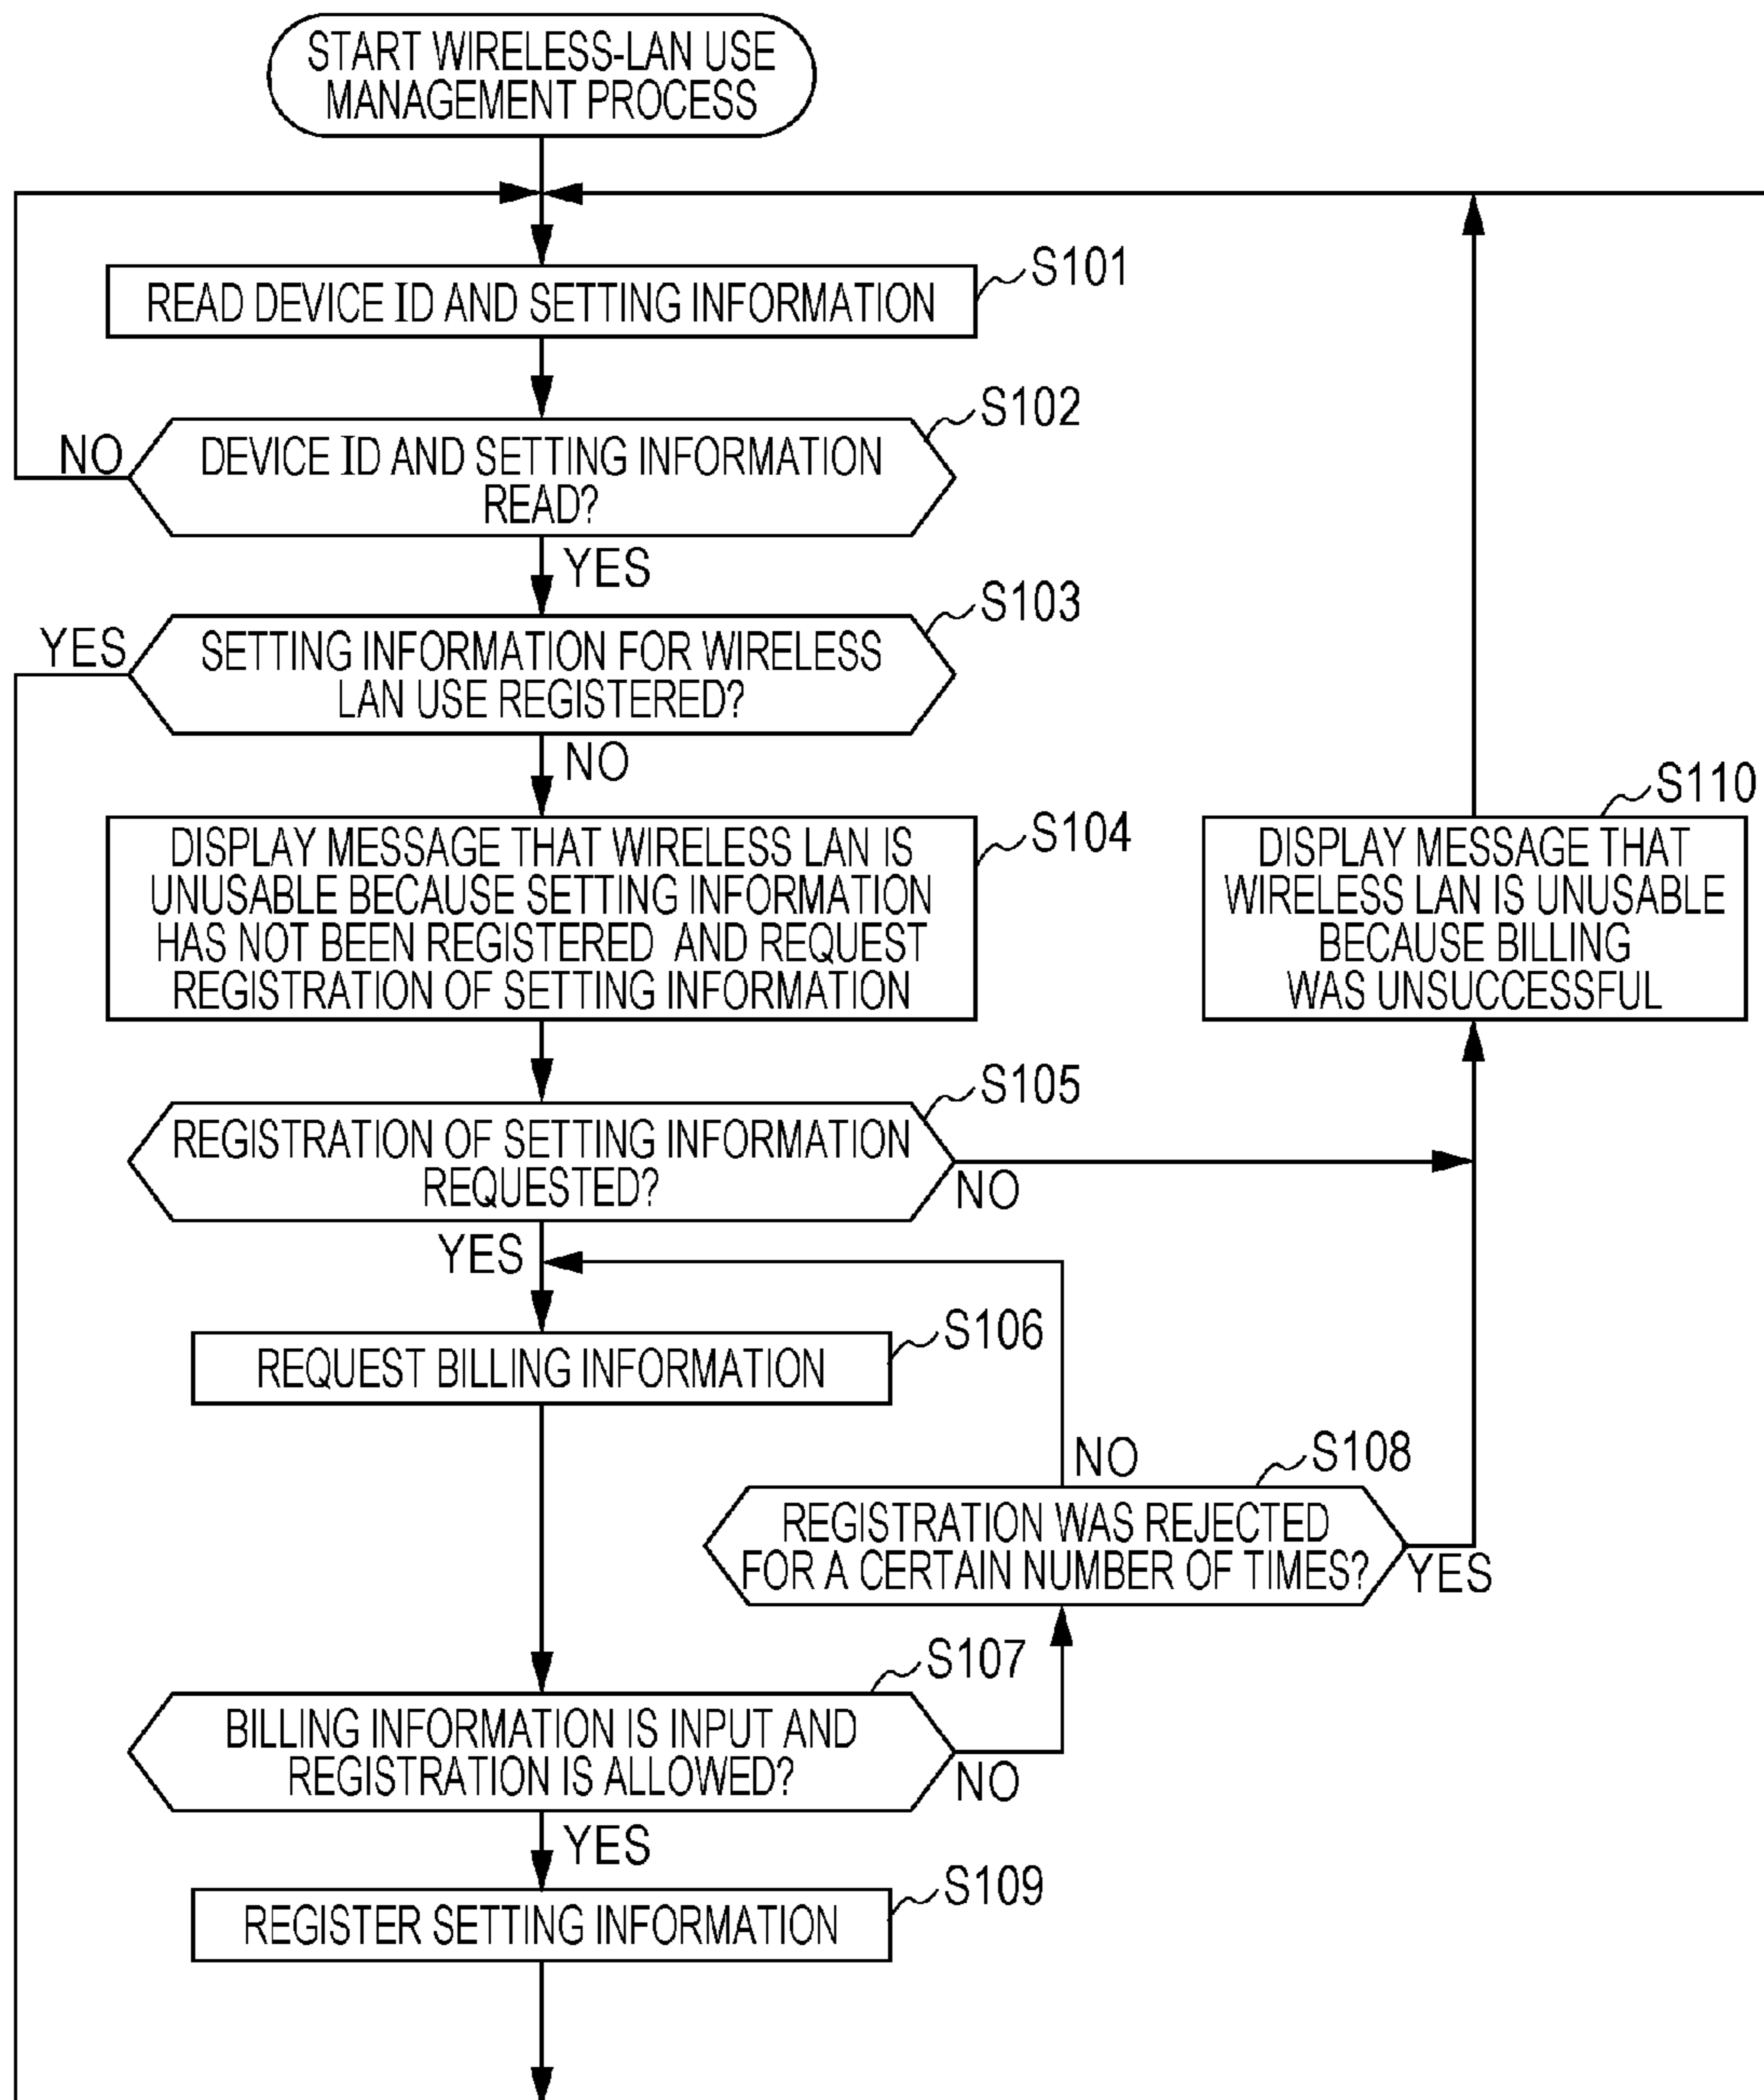 START WIRELESS-LAN USE
MANAGEMENT PROCESS
S101
READ DEVICE ID AND SETTING INFORMATION
S102
NO
DEVICE ID AND SETTING INFORMATION
READ?
YES
S103
YES
SETTING INFORMATION FOR WIRELESS
LAN USE REGISTERED?
NO
S104
DISPLAY MESSAGE THAT WIRELESS LAN IS
UNUSABLE BECAUSE SETTING INFORMATION
HAS NOT BEEN REGISTERED AND REQUEST
REGISTRATION OF SETTING INFORMATION
S110
DISPLAY MESSAGE THAT
WIRELESS LAN IS UNUSABLE
BECAUSE BILLING
WAS UNSUCCESSFUL
S105
REGISTRATION OF SETTING INFORMATION
REQUESTED?
NO
YES
S106
REQUEST BILLING INFORMATION
NO
S108
REGISTRATION WAS REJECTED
FOR A CERTAIN NUMBER OF TIMES?
YES
S107
BILLING INFORMATION IS INPUT AND
REGISTRATION IS ALLOWED?
NO
YES
S109
REGISTER SETTING INFORMATION